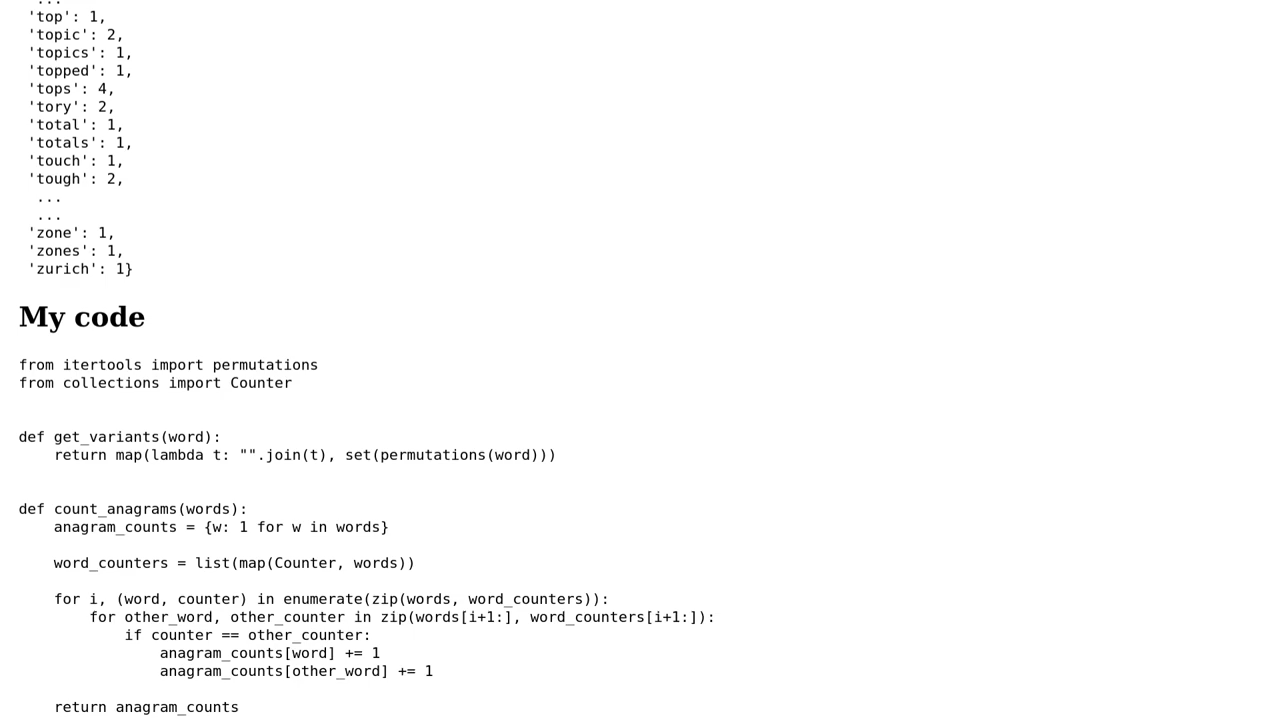 ...
'top': 1,
'topic': 2,
'topics': 1,
'topped': 1,
'tops': 4,
'tory': 2,
'total': 1,
'totals': 1,
'touch': 1,
'tough': 2,
...
...
'zone': 1,
'zones': 1,
'zurich': 1}
My code
from itertools import permutations
from collections import Counter
def get_variants(word):
    return map(lambda t: "".join(t), set(permutations(word)))
def count_anagrams(words):
    anagram_counts = {w: 1 for w in words}
    word_counters = list(map(Counter, words))
    for i, (word, counter) in enumerate(zip(words, word_counters)):
        for other_word, other_counter in zip(words[i+1:], word_counters[i+1:]):
            if counter == other_counter:
                anagram_counts[word] += 1
                anagram_counts[other_word] += 1
    return anagram_counts